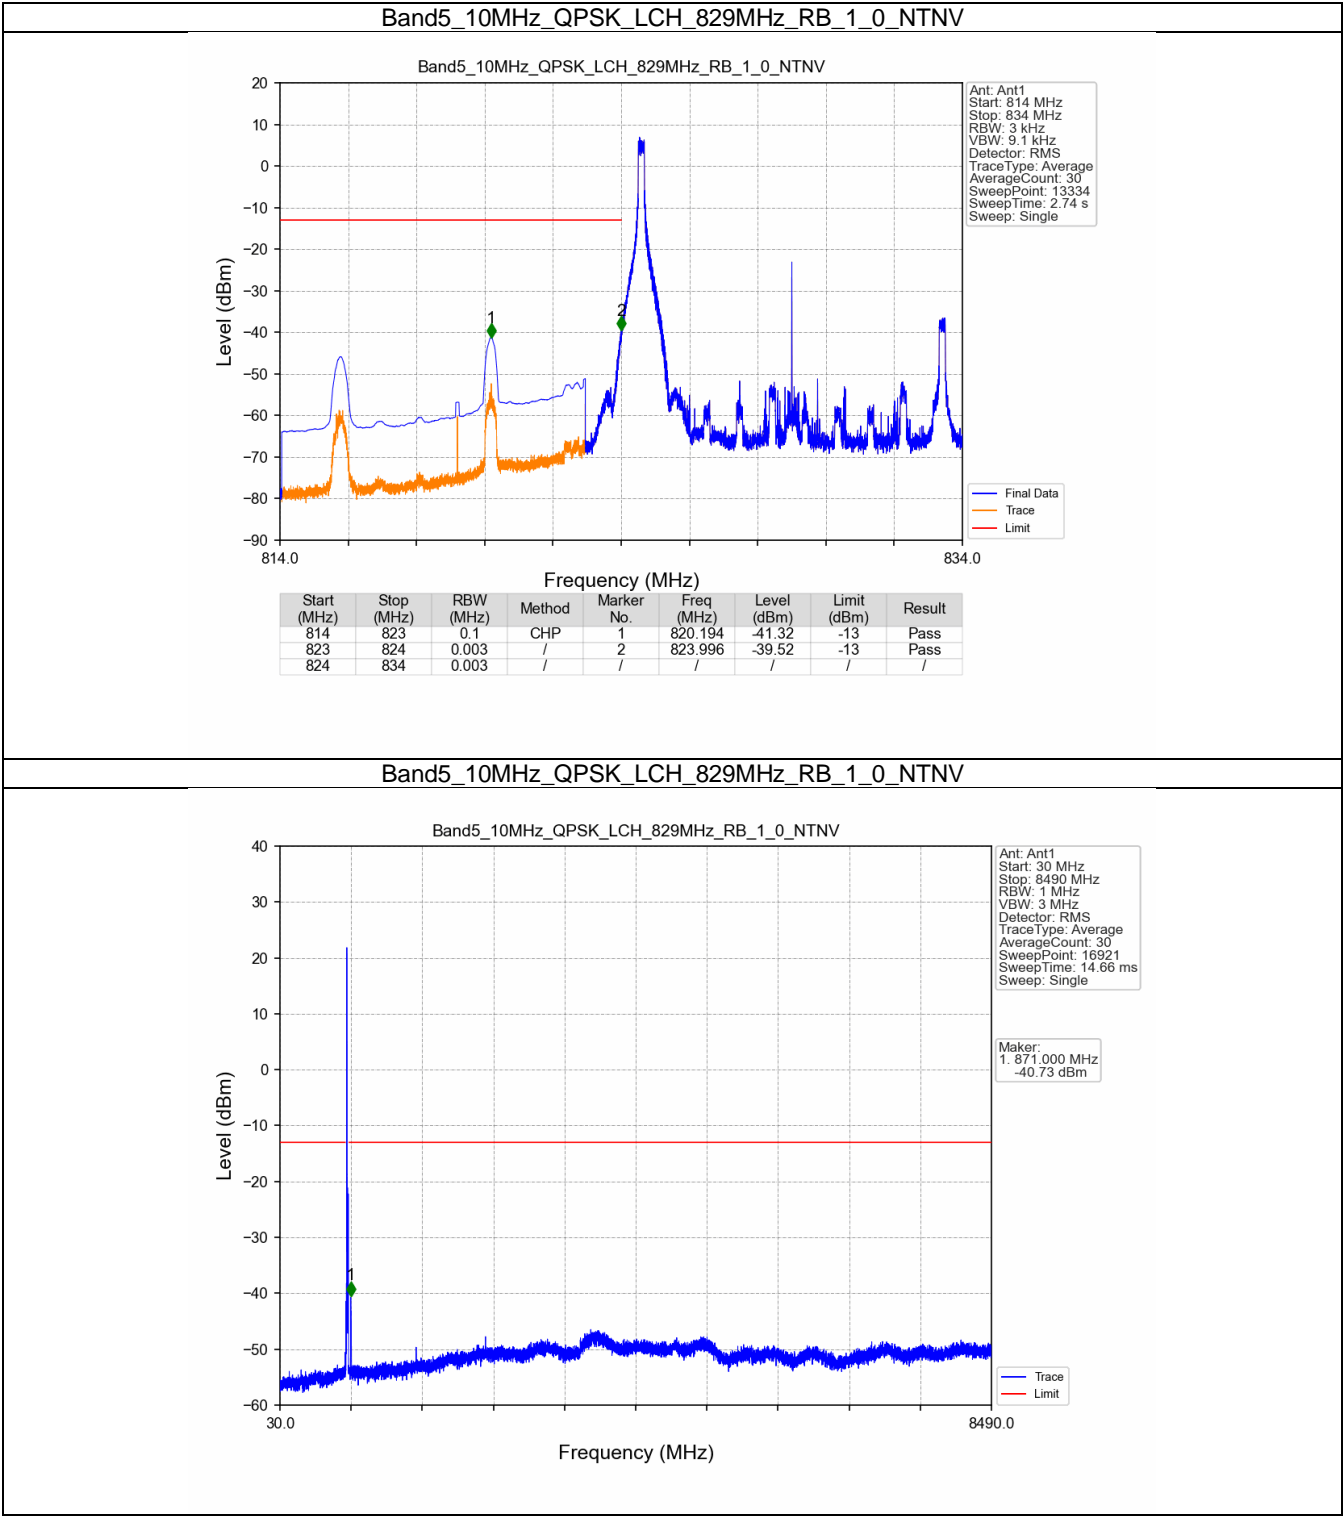 Band5_10MHz_QPSK_LCH_829MHz_RB_1_0_NTNV
Band5_10MHz_QPSK_LCH_829MHz_RB_1_0_NTNV
20
10
0
−10
−20
−30
−40
−50
−60
−70
−80
−90
Level (dBm)
1
2
814.0
834.0
Frequency (MHz)
Ant: Ant1
Start: 814 MHz
Stop: 834 MHz
RBW: 3 kHz
VBW: 9.1 kHz
Detector: RMS
TraceType: Average
AverageCount: 30
SweepPoint: 13334
SweepTime: 2.74 s
Sweep: Single
Final Data
Trace
Limit
Start (MHz) Stop (MHz) RBW (MHz) Method Marker No. Freq (MHz) Level (dBm) Limit (dBm) Result
814 823 0.1 CHP 1 820.194 -41.32 -13 Pass
823 824 0.003 / 2 823.996 -39.52 -13 Pass
824 834 0.003 / / / / / /
Band5_10MHz_QPSK_LCH_829MHz_RB_1_0_NTNV
Band5_10MHz_QPSK_LCH_829MHz_RB_1_0_NTNV
40
30
20
10
0
−10
−20
−30
−40
−50
−60
Level (dBm)
1
30.0
8490.0
Frequency (MHz)
Ant: Ant1
Start: 30 MHz
Stop: 8490 MHz
RBW: 1 MHz
VBW: 3 MHz
Detector: RMS
TraceType: Average
AverageCount: 30
SweepPoint: 16921
SweepTime: 14.66 ms
Sweep: Single
Maker:
1. 871.000 MHz
-40.73 dBm
Trace
Limit